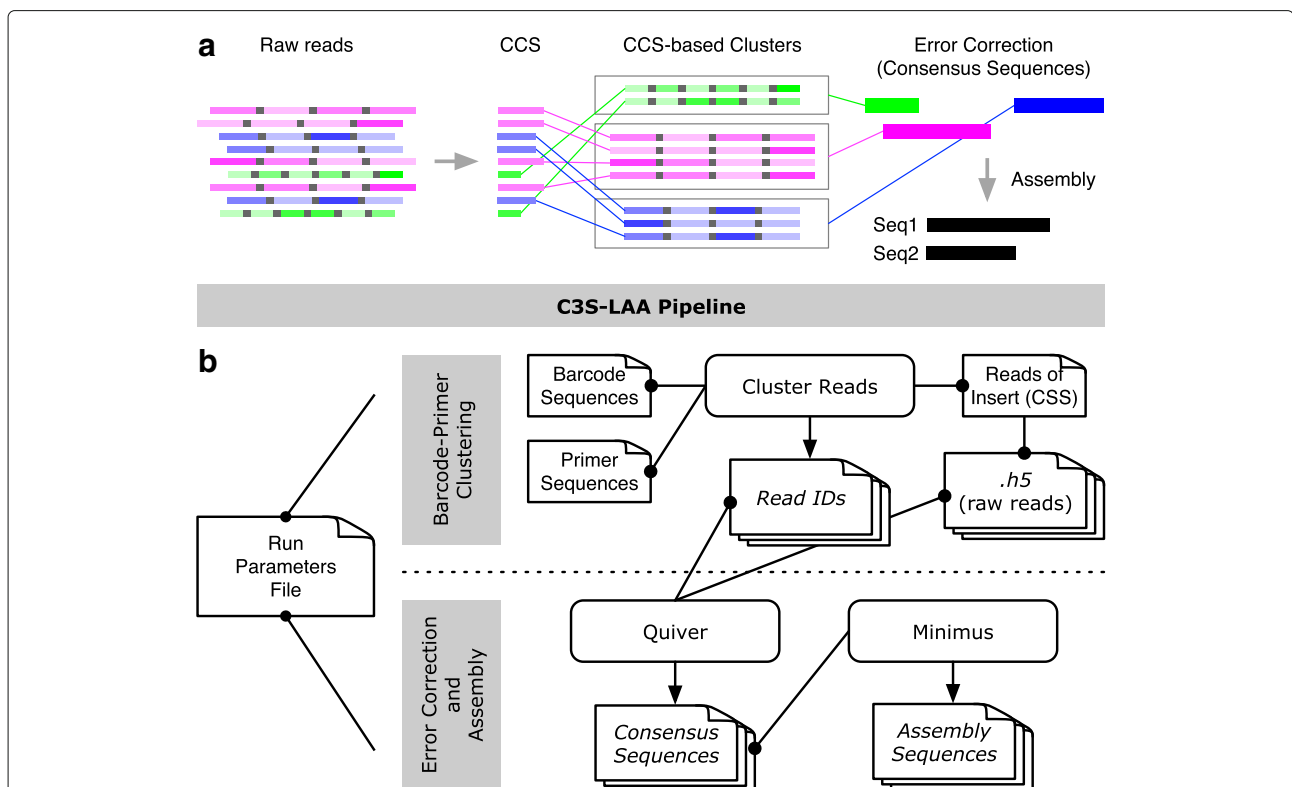 a
Raw reads
CCS
CCS-based Clusters
Error Correction
(Consensus Sequences)
Assembly
Seq1
Seq2
C3S-LAA Pipeline
b
Barcode-Primer
Clustering
Barcode
Sequences
Cluster Reads
Reads of
Insert (CSS)
Primer
Sequences
Read IDs
.h5
(raw reads)
Run
Parameters
File
Error Correction
and
Assembly
Quiver
Minimus
Consensus
Sequences
Assembly
Sequences